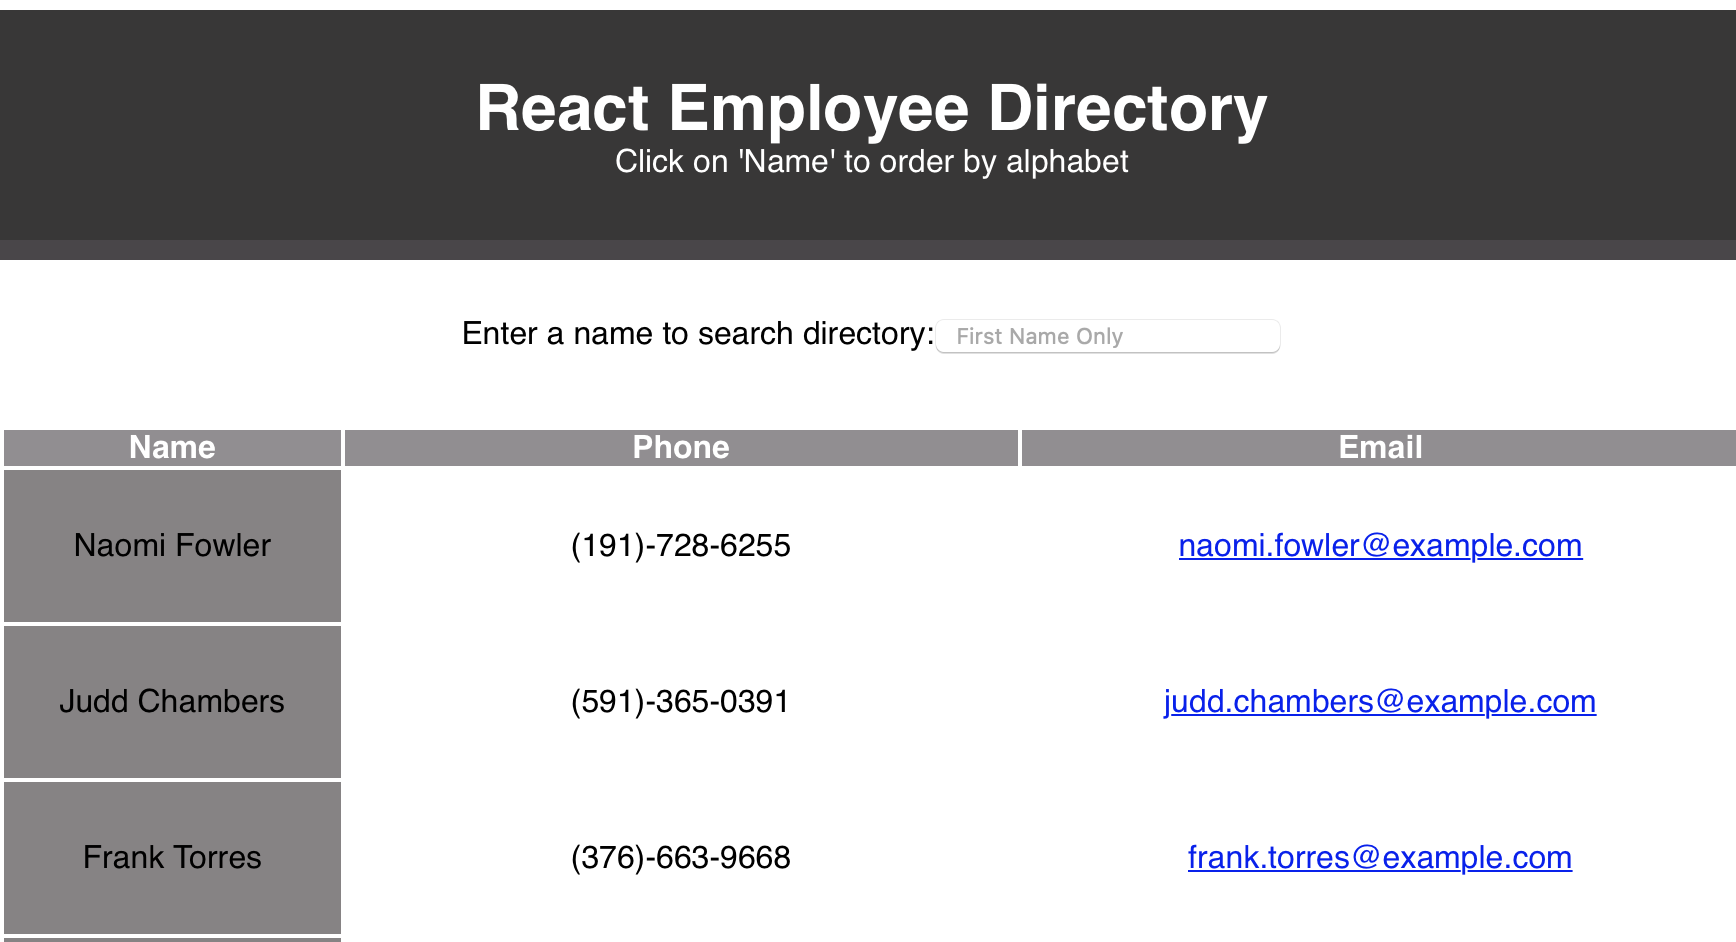 React Employee Directory
Click on 'Name' to order by alphabet
Enter a name to search directory: First Name Only
Name Phone Email
Naomi Fowler (191)-728-6255 naomi.fowler@example.com
Judd Chambers (591)-365-0391 judd.chambers@example.com
Frank Torres (376)-663-9668 frank.torres@example.com